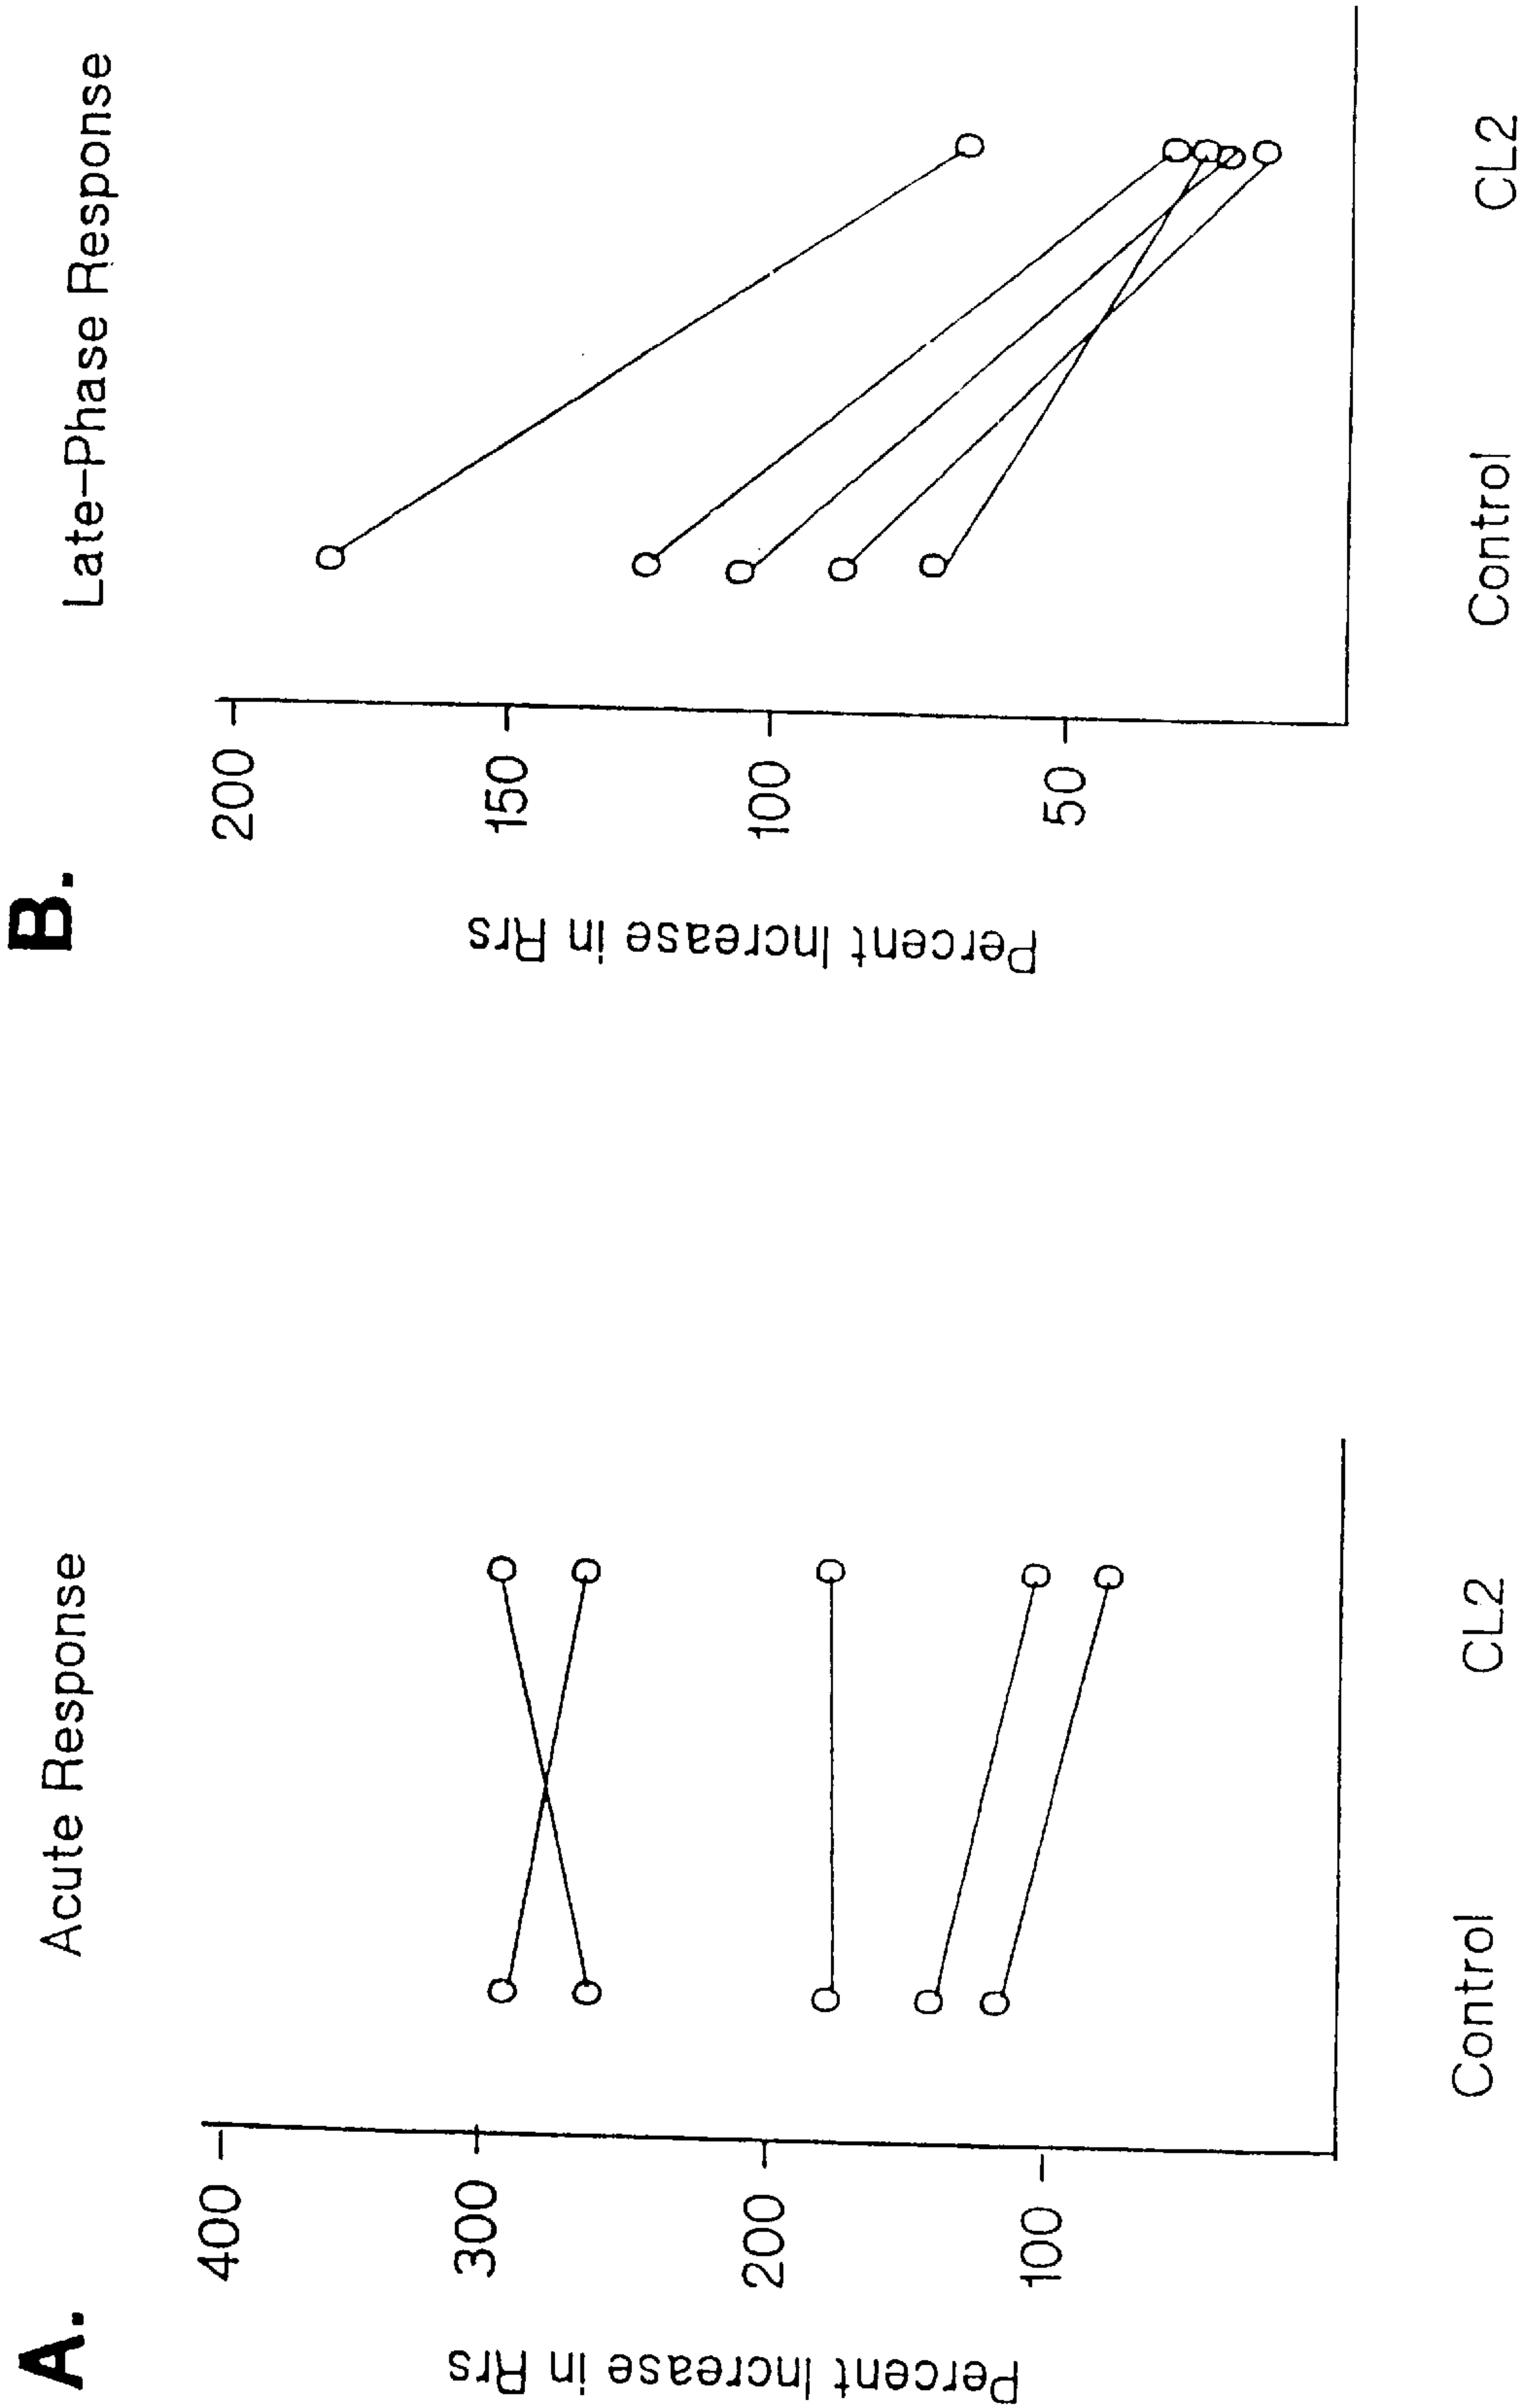 A.
Acute Response
Percent Increase in Rrs
400
300
200
100
Control
CL2
B.
Late-Phase Response
Percent Increase in Rrs
200
150
100
50
Control
CL2